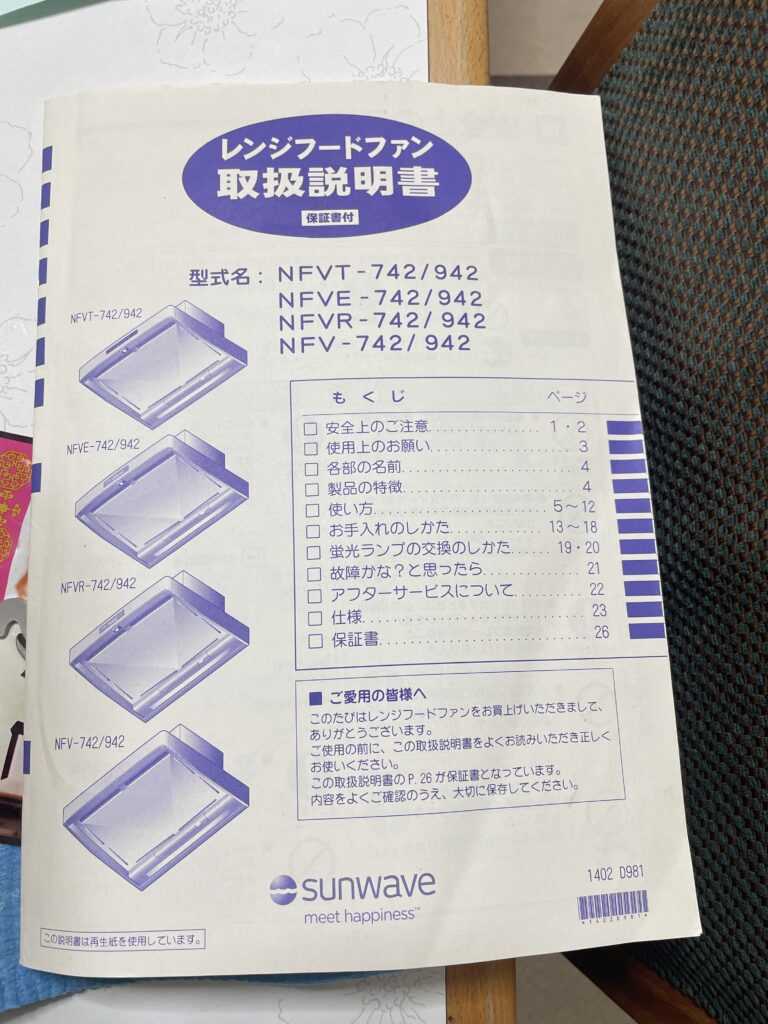 レンジフードファン
取扱説明書
保証書付
型式名: NFVT-742/942
NFVE-742/942
NFVR-742/942
NFV-742/942
NFVT-742/942
NFVE-742/942
NFVR-742/942
NFV-742/942
もくじ ページ
□ 安全上のご注意 1・2
□ 使用上のお願い 3
□ 各部の名前 4
□ 製品の特徴 4
□ 使い方 5〜12
□ お手入れのしかた 13〜18
□ 蛍光ランプの交換のしかた 19・20
□ 故障かな?と思ったら 21
□ アフターサービスについて 22
□ 仕様 23
□ 保証書 26
■ ご愛用の皆様へ
このたびはレンジフードファンをお買上げいただきまして、
ありがとうございます。
ご使用の前に、この取扱説明書をよくお読みいただき正しく
お使いください。
この取扱説明書のP.26が保証書となっています。
内容をよくご確認のうえ、大切に保存してください。
sunwave
meet happiness™
1402 D981
*1402D981*
この説明書は再生紙を使用しています。